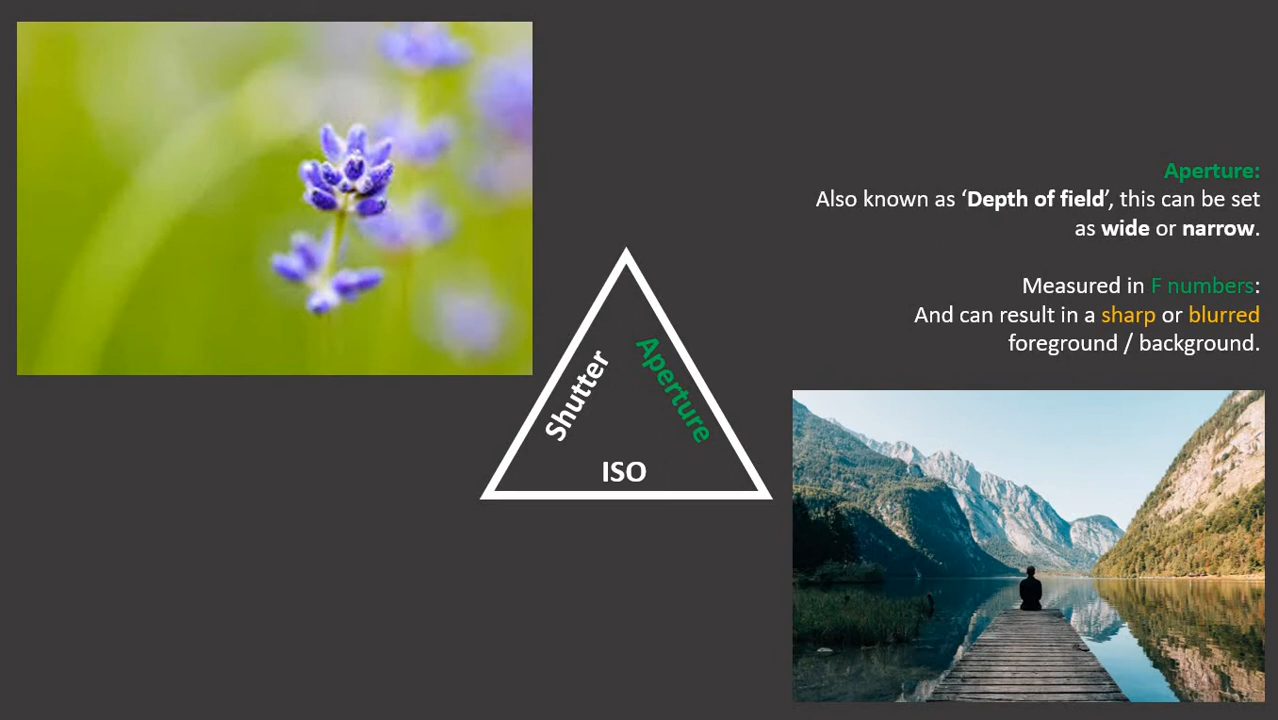 Aperture:
Also known as ‘Depth of field’, this can be set
as wide or narrow.
Measured in F numbers:
And can result in a sharp or blurred
foreground / background.
Shutter
Aperture
ISO